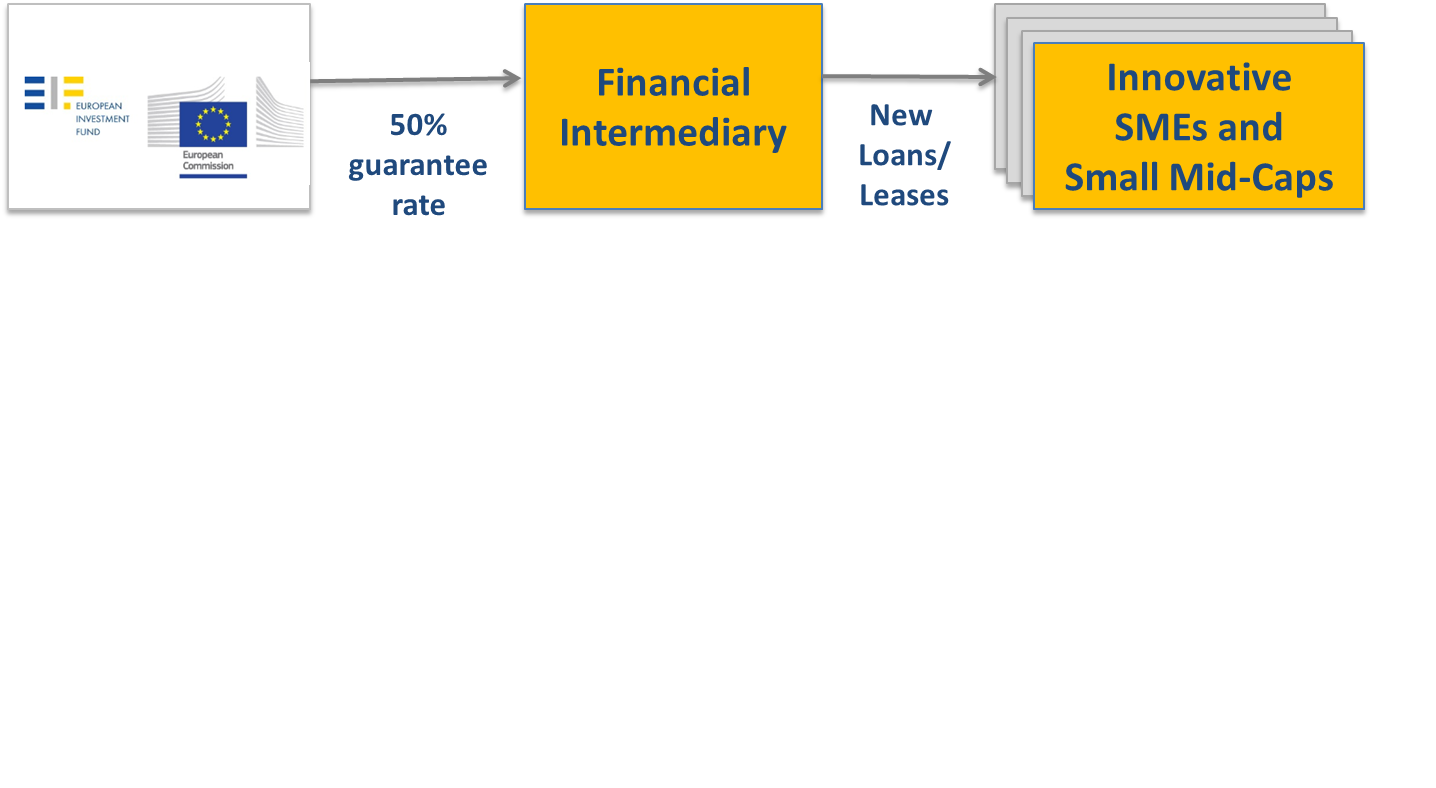 EIF
EUROPEAN
INVESTMENT
FUND
European
Commission
50%
guarantee
rate
Financial
Intermediary
New
Loans/
Leases
Innovative
SMEs and
Small Mid-Caps